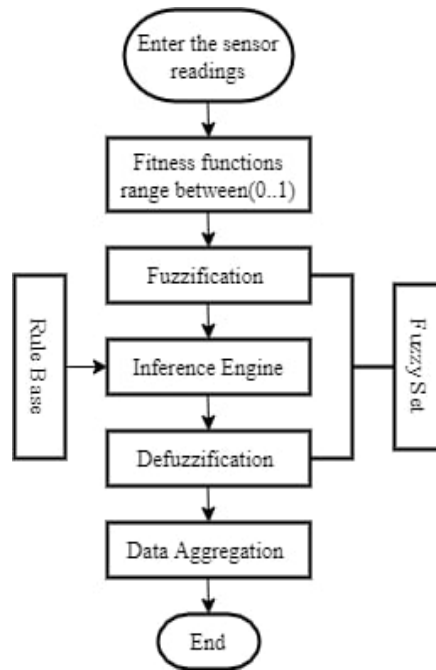 Enter the sensor
readings
Fitness functions
range between(0..1)
Fuzzification
Rule Base
Inference Engine
Fuzzy Set
Defuzzification
Data Aggregation
End